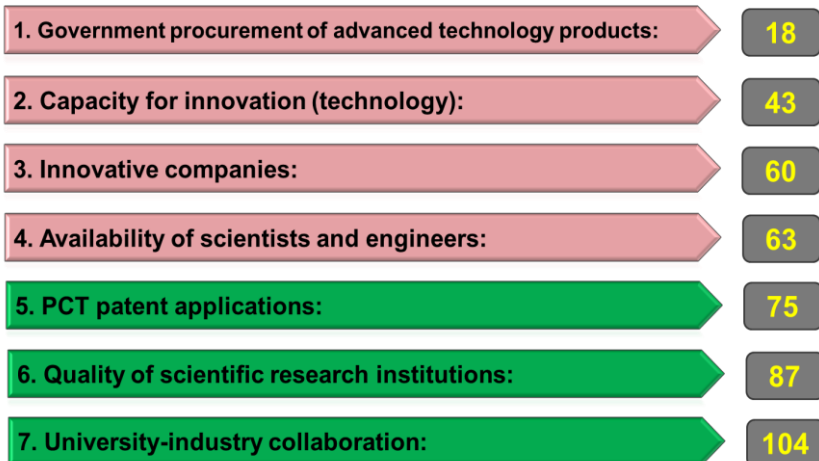 1. Government procurement of advanced technology products: 18
2. Capacity for innovation (technology): 43
3. Innovative companies: 60
4. Availability of scientists and engineers: 63
5. PCT patent applications: 75
6. Quality of scientific research institutions: 87
7. University-industry collaboration: 104